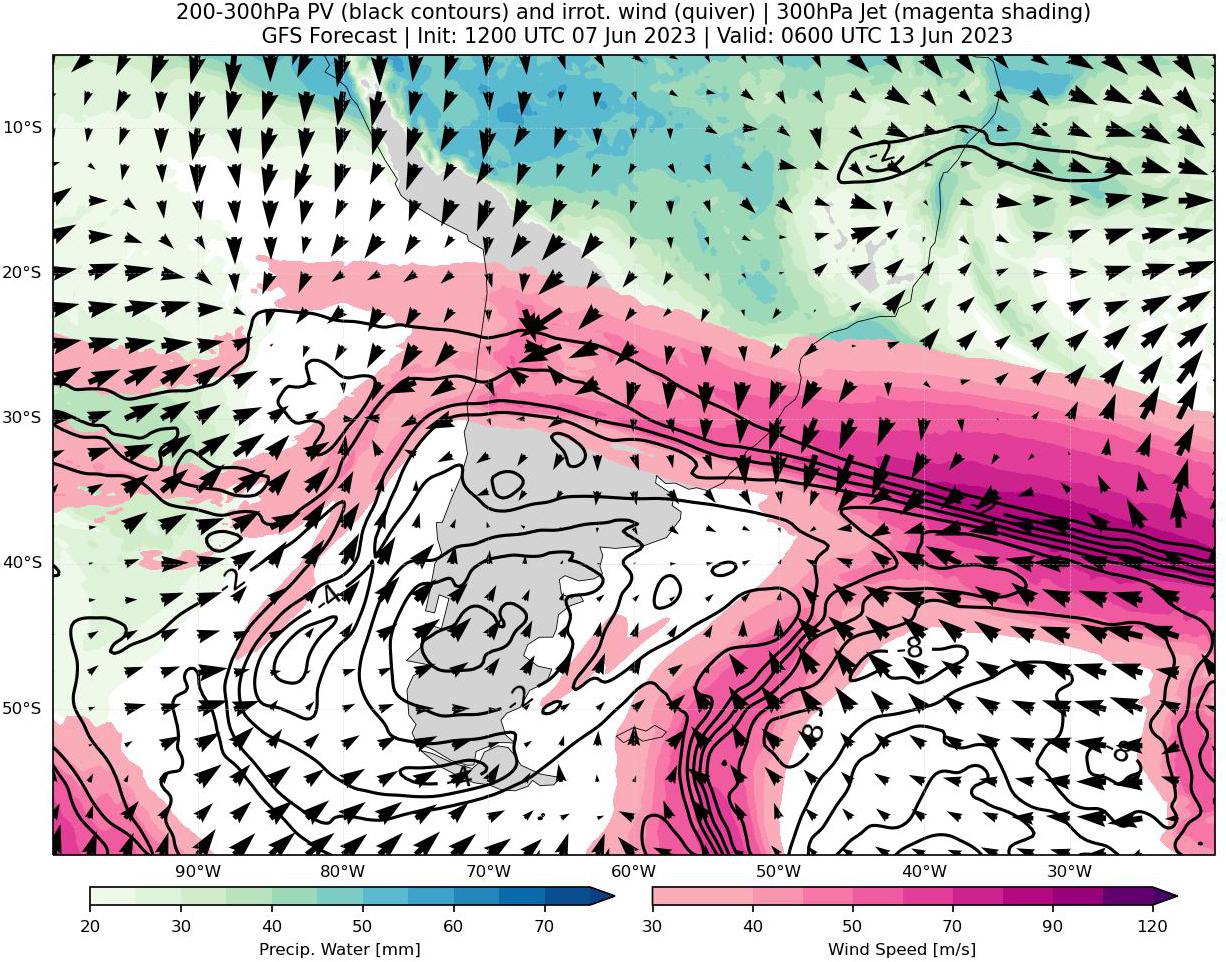 200-300hPa PV (black contours) and irrot. wind (quiver) | 300hPa Jet (magenta shading)
GFS Forecast | Init: 1200 UTC 07 Jun 2023 | Valid: 0600 UTC 13 Jun 2023
10°S
-2
20°S
30°S
40°S
-2
-4
-8
50°S
-2
-8
-8
-4
90°W 80°W 70°W 60°W 50°W 40°W 30°W
20 30 40 50 60 70
30 40 50 70 90 120
Precip. Water [mm] Wind Speed [m/s]